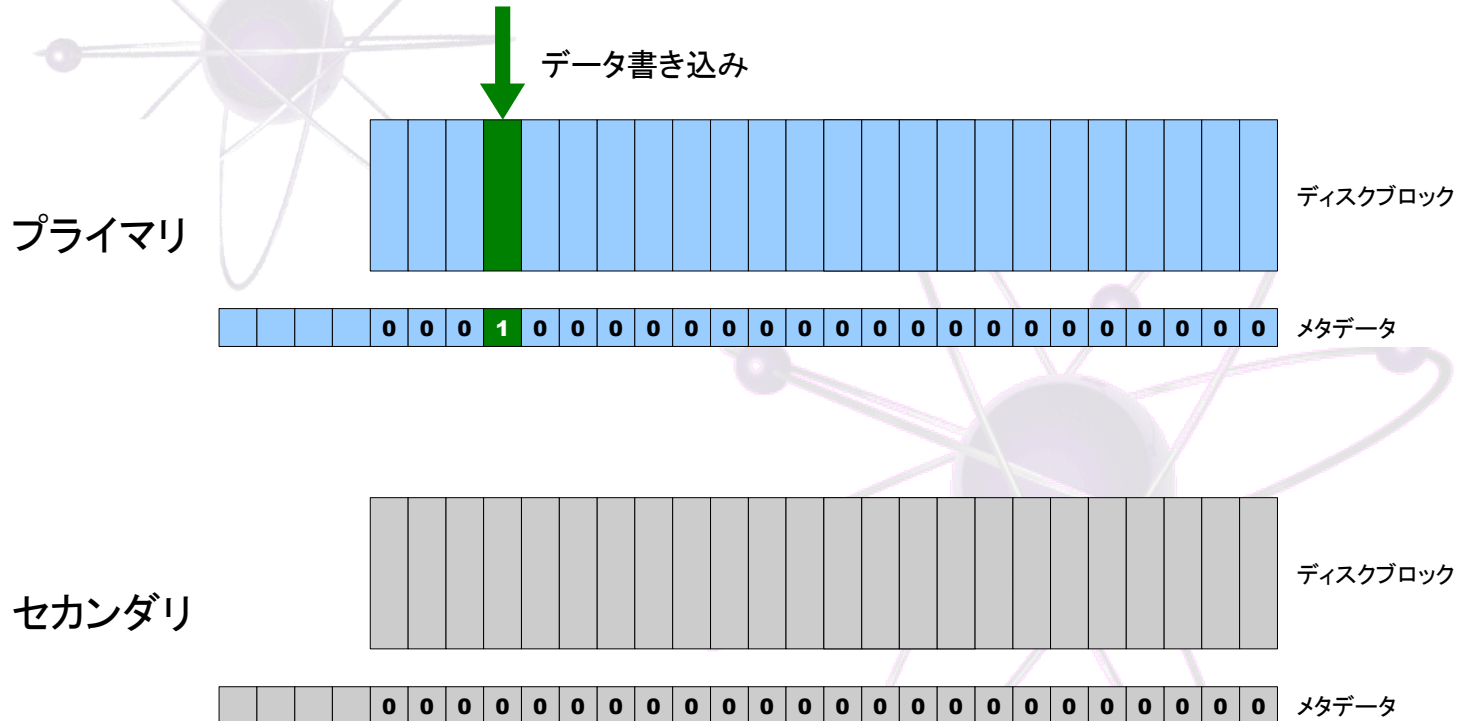 データ書き込み
ディスクブロック
プライマリ
0 0 0 1 0 0 0 0 0 0 0 0 0 0 0 0 0 0 0 0 0 0 0 0 メタデータ
ディスクブロック
セカンダリ
0 0 0 0 0 0 0 0 0 0 0 0 0 0 0 0 0 0 0 0 0 0 0 0 メタデータ